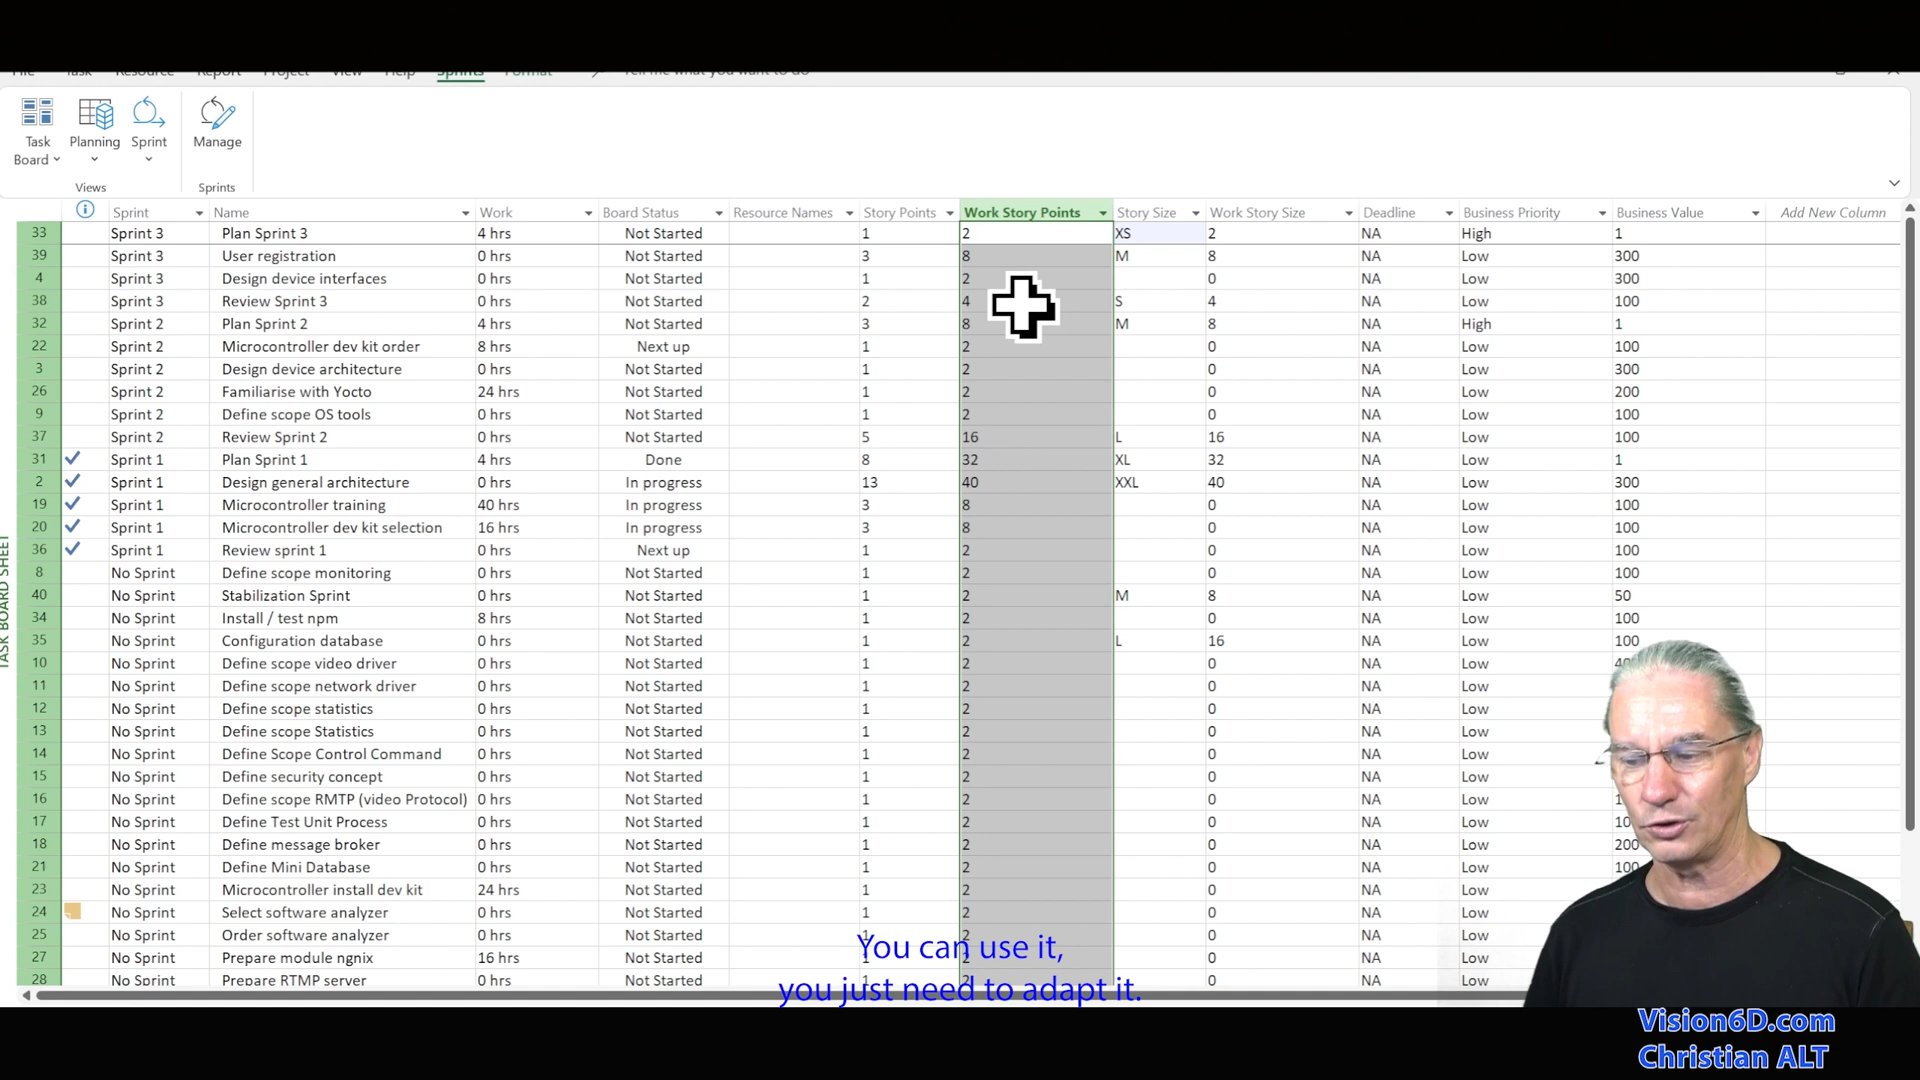 File Task Resource Report Project View Help Sprints Format Tell me what you want to do
Task Board
Planning
Sprint
Manage
Views
Sprints
Sprint Name Work Board Status Resource Names Story Points Work Story Points Story Size Work Story Size Deadline Business Priority Business Value Add New Column
33 Sprint 3 Plan Sprint 3 4 hrs Not Started 1 2 XS 2 NA High 1
39 Sprint 3 User registration 0 hrs Not Started 3 8 M 8 NA Low 300
4 Sprint 3 Design device interfaces 0 hrs Not Started 1 2 0 NA Low 300
38 Sprint 3 Review Sprint 3 0 hrs Not Started 2 4 S 4 NA Low 100
32 Sprint 2 Plan Sprint 2 4 hrs Not Started 3 8 M 8 NA High 1
22 Sprint 2 Microcontroller dev kit order 8 hrs Next up 1 2 0 NA Low 100
3 Sprint 2 Design device architecture 0 hrs Not Started 1 2 0 NA Low 300
26 Sprint 2 Familiarise with Yocto 24 hrs Not Started 1 2 0 NA Low 200
9 Sprint 2 Define scope OS tools 0 hrs Not Started 1 2 0 NA Low 100
37 Sprint 2 Review Sprint 2 0 hrs Not Started 5 16 L 16 NA Low 100
31 Sprint 1 Plan Sprint 1 4 hrs Done 8 32 XL 32 NA Low 1
2 Sprint 1 Design general architecture 0 hrs In progress 13 40 XXL 40 NA Low 300
19 Sprint 1 Microcontroller training 40 hrs In progress 3 8 0 NA Low 100
20 Sprint 1 Microcontroller dev kit selection 16 hrs In progress 3 8 0 NA Low 100
36 Sprint 1 Review sprint 1 0 hrs Next up 1 2 0 NA Low 100
8 No Sprint Define scope monitoring 0 hrs Not Started 1 2 0 NA Low 100
40 No Sprint Stabilization Sprint 0 hrs Not Started 1 2 M 8 NA Low 50
34 No Sprint Install / test npm 8 hrs Not Started 1 2 0 NA Low 100
35 No Sprint Configuration database 0 hrs Not Started 1 2 L 16 NA Low 100
10 No Sprint Define scope video driver 0 hrs Not Started 1 2 0 NA Low
11 No Sprint Define scope network driver 0 hrs Not Started 1 2 0 NA Low
12 No Sprint Define scope statistics 0 hrs Not Started 1 2 0 NA Low
13 No Sprint Define scope Statistics 0 hrs Not Started 1 2 0 NA Low
14 No Sprint Define Scope Control Command 0 hrs Not Started 1 2 0 NA Low
15 No Sprint Define security concept 0 hrs Not Started 1 2 0 NA Low
16 No Sprint Define scope RMTP (video Protocol) 0 hrs Not Started 1 2 0 NA Low
17 No Sprint Define Test Unit Process 0 hrs Not Started 1 2 0 NA Low
18 No Sprint Define message broker 0 hrs Not Started 1 2 0 NA Low 200
21 No Sprint Define Mini Database 0 hrs Not Started 1 2 0 NA Low 100
23 No Sprint Microcontroller install dev kit 24 hrs Not Started 1 2 0 NA Low
24 No Sprint Select software analyzer 0 hrs Not Started 1 2 0 NA Low
25 No Sprint Order software analyzer 0 hrs Not Started 1 2 0 NA Low
27 No Sprint Prepare module ngnix 16 hrs Not Started 1 2 0 NA Low
28 No Sprint Prepare RTMP server 0 hrs Not Started 1 2 0 NA Low
TASK BOARD SHEET
You can use it,
you just need to adapt it.
Vision6D.com
Christian ALT